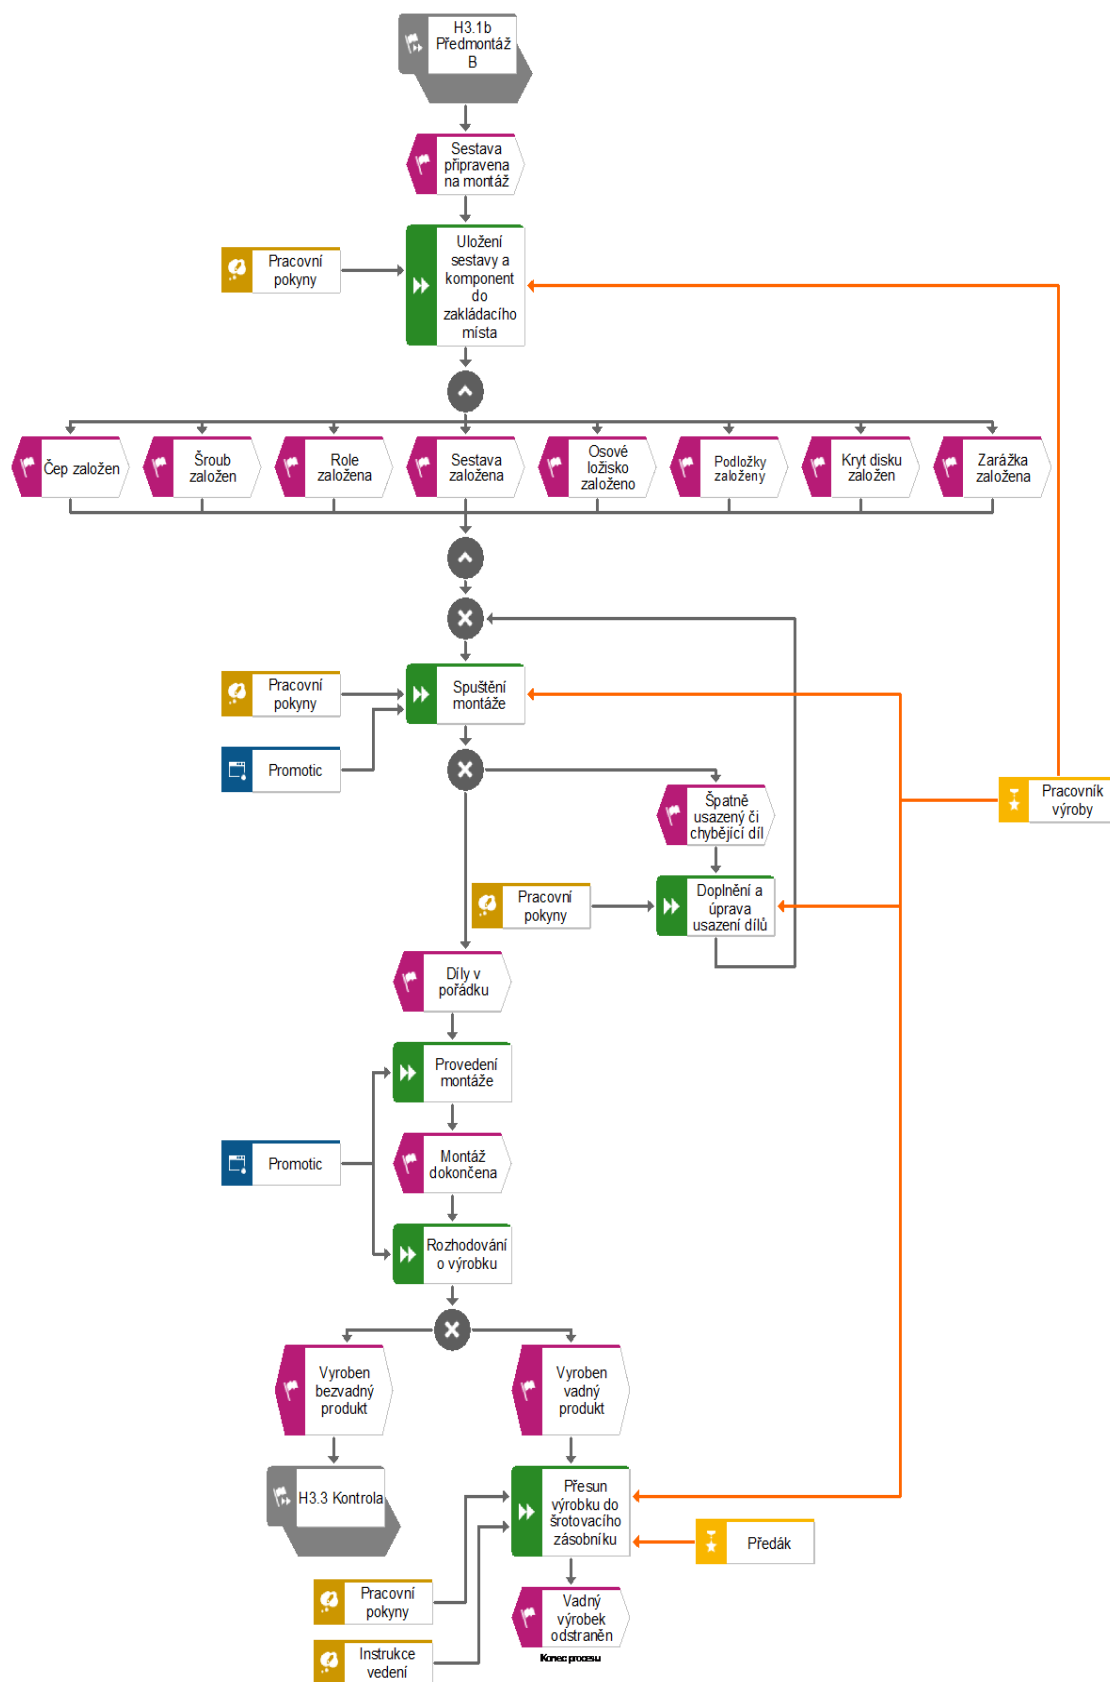 H3.1b
Předmontáž
B
Sestava
připravena
na montáž
Pracovní
pokyny
Uložení
sestavy a
komponent
do
zakládacího
místa
Čep založen
Šroub
založen
Role
založena
Sestava
založena
Osové
ložisko
založeno
Podložky
založeny
Kryt disku
založen
Zarážka
založena
Pracovní
pokyny
Spuštění
montáže
Promotic
Špatně
usazený či
chybějící díl
Pracovník
výroby
Pracovní
pokyny
Doplnění a
úprava
usazení dílů
Díly v
pořádku
Provedení
montáže
Promotic
Montáž
dokončena
Rozhodování
o výrobku
Vyroben
bezvadný
produkt
Vyroben
vadný
produkt
H3.3 Kontrola
Přesun
výrobku do
šrotovacího
zásobníku
Předák
Pracovní
pokyny
Vadný
výrobek
odstraněn
Instrukce
vedení
Konec procesu